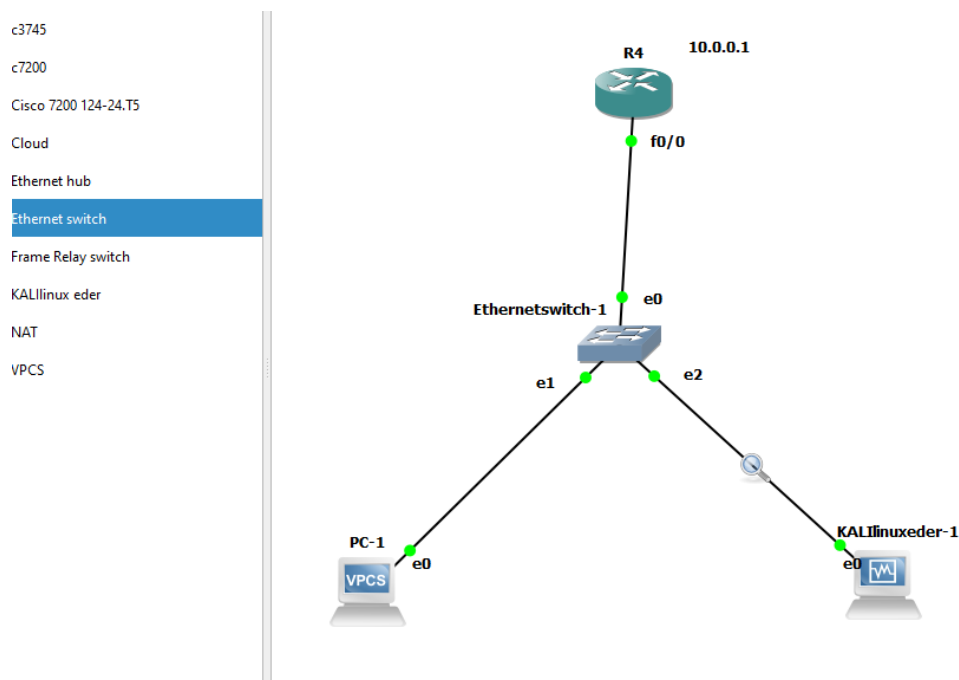 c3745
c7200
Cisco 7200 124-24.T5
Cloud
Ethernet hub
Ethernet switch
Frame Relay switch
KALIlinux eder
NAT
VPCS
R4
10.0.0.1
f0/0
e0
Ethernetswitch-1
e1
e2
PC-1
e0
VPCS
KALIlinuxeder-1
e0